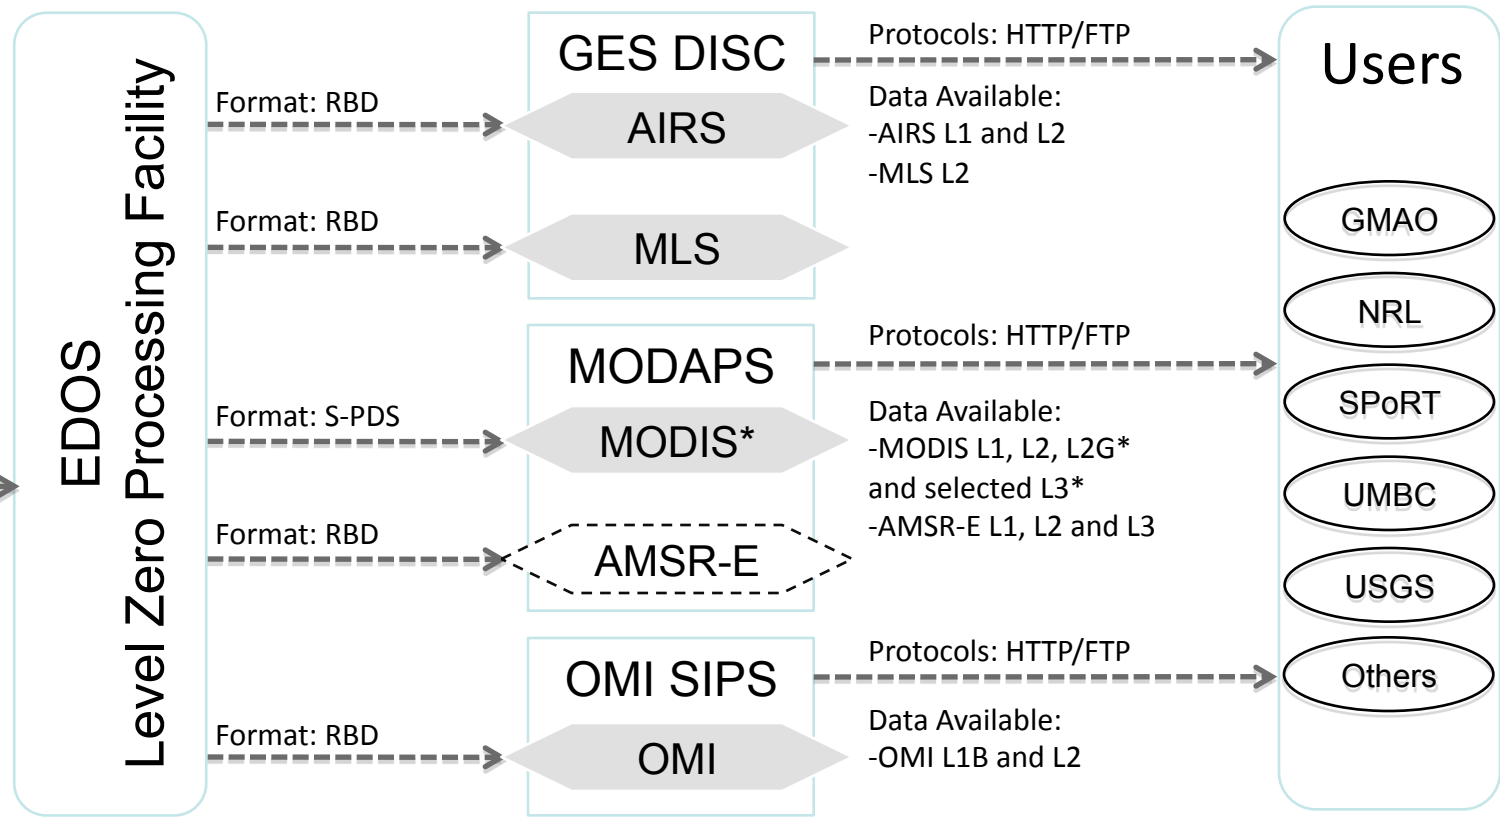 EDOS
Level Zero Processing Facility
Format: RBD
Format: RBD
Format: S-PDS
Format: RBD
Format: RBD
GES DISC
AIRS
MLS
MODAPS
MODIS*
AMSR-E
OMI SIPS
OMI
Protocols: HTTP/FTP
Data Available:
-AIRS L1 and L2
-MLS L2
Protocols: HTTP/FTP
Data Available:
-MODIS L1, L2, L2G*
and selected L3*
-AMSR-E L1, L2 and L3
Protocols: HTTP/FTP
Data Available:
-OMI L1B and L2
Users
GMAO
NRL
SPoRT
UMBC
USGS
Others